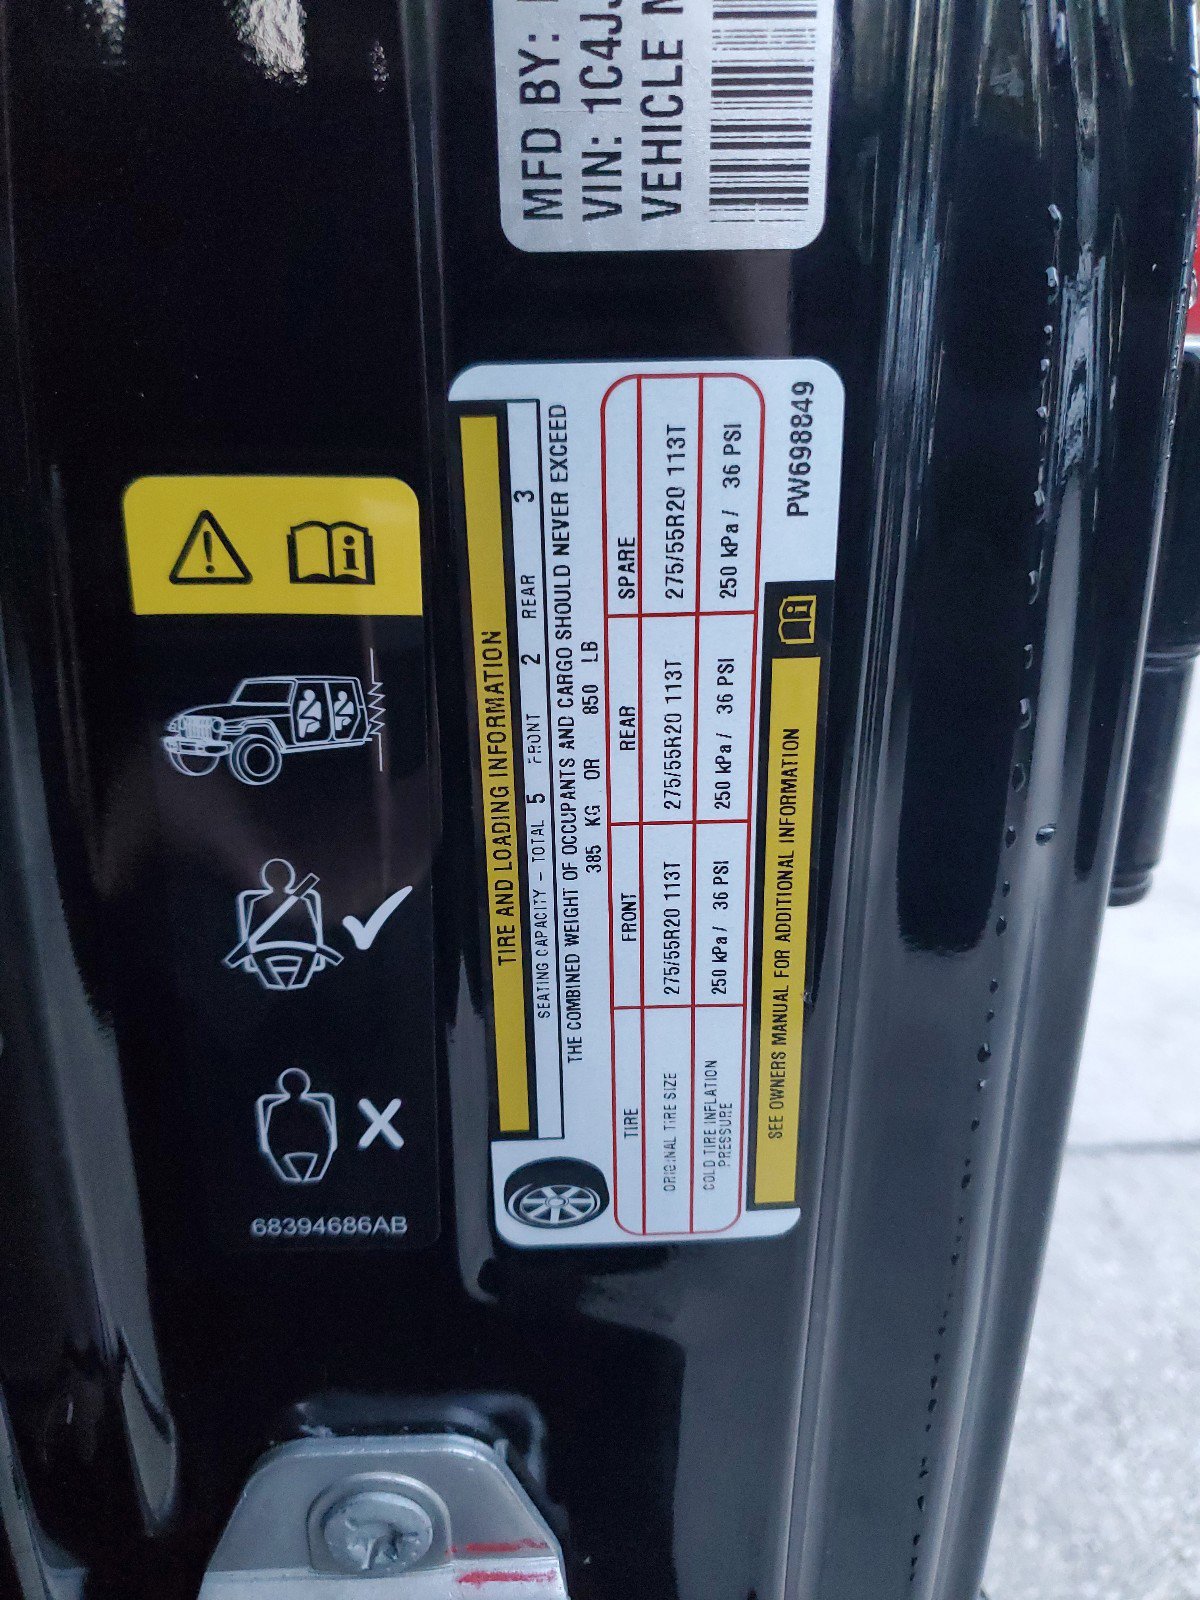 MFD BY:
VIN: 1C4JJ
VEHICLE
TIRE AND LOADING INFORMATION
SEATING CAPACITY - TOTAL 5 FRONT 2 REAR 3
THE COMBINED WEIGHT OF OCCUPANTS AND CARGO SHOULD NEVER EXCEED
385 KG OR 850 LB
TIRE FRONT REAR SPARE
ORIGINAL TIRE SIZE 275/55R20 113T 275/55R20 113T 275/55R20 113T
COLD TIRE INFLATION
PRESSURE 250 kPa / 36 PSI 250 kPa / 36 PSI 250 kPa / 36 PSI
SEE OWNERS MANUAL FOR ADDITIONAL INFORMATION
PW698849
68394686AB